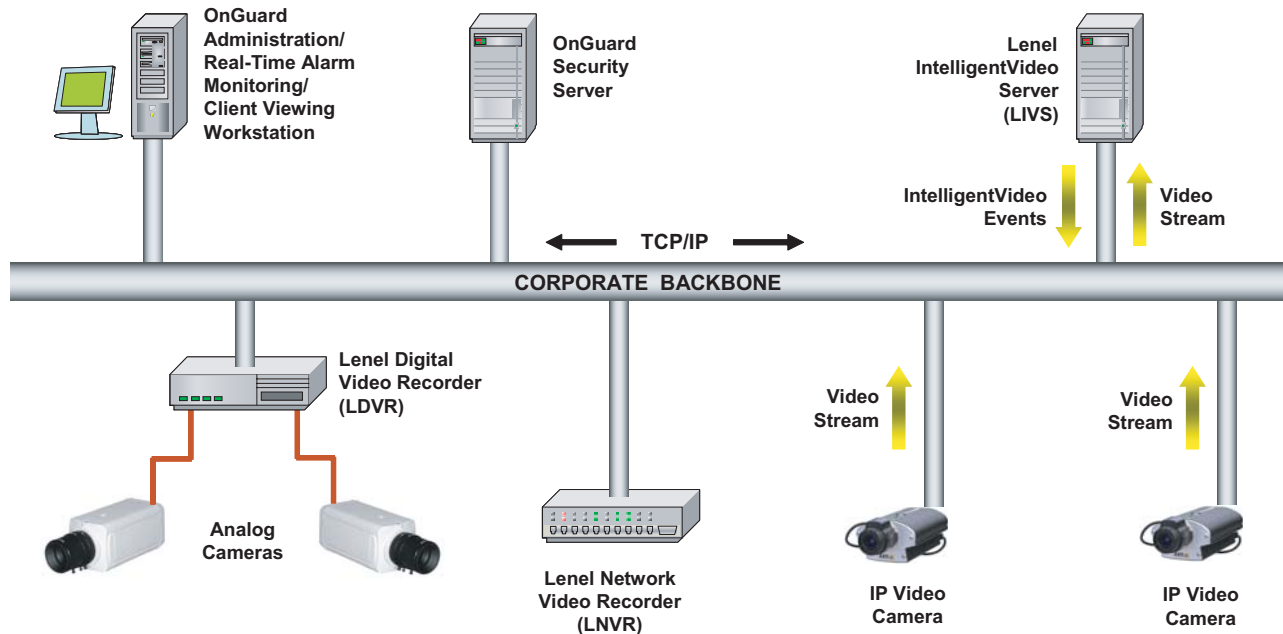 OnGuard
Administration/
Real-Time Alarm
Monitoring/
Client Viewing
Workstation
OnGuard
Security
Server
Lenel
IntelligentVideo
Server
(LIVS)
IntelligentVideo
Events
Video
Stream
TCP/IP
CORPORATE BACKBONE
Lenel Digital
Video Recorder
(LDVR)
Analog
Cameras
Lenel Network
Video Recorder
(LNVR)
Video
Stream
IP Video
Camera
Video
Stream
IP Video
Camera